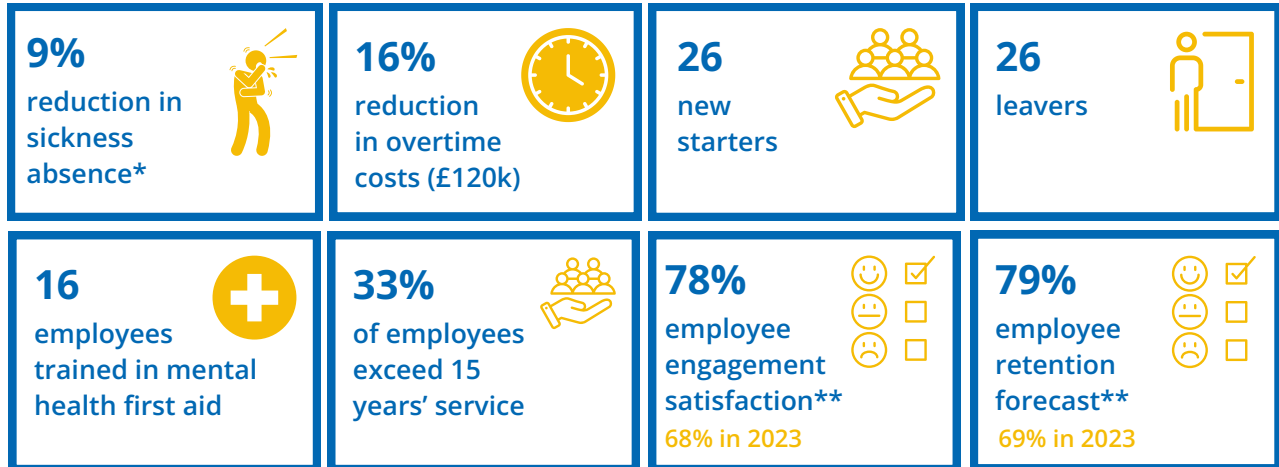 9%
reduction in
sickness
absence*
16%
reduction
in overtime
costs (£120k)
26
new
starters
26
leavers
16
employees
trained in mental
health first aid
33%
of employees
exceed 15
years’ service
78%
employee
engagement
satisfaction**
68% in 2023
79%
employee
retention
forecast**
69% in 2023